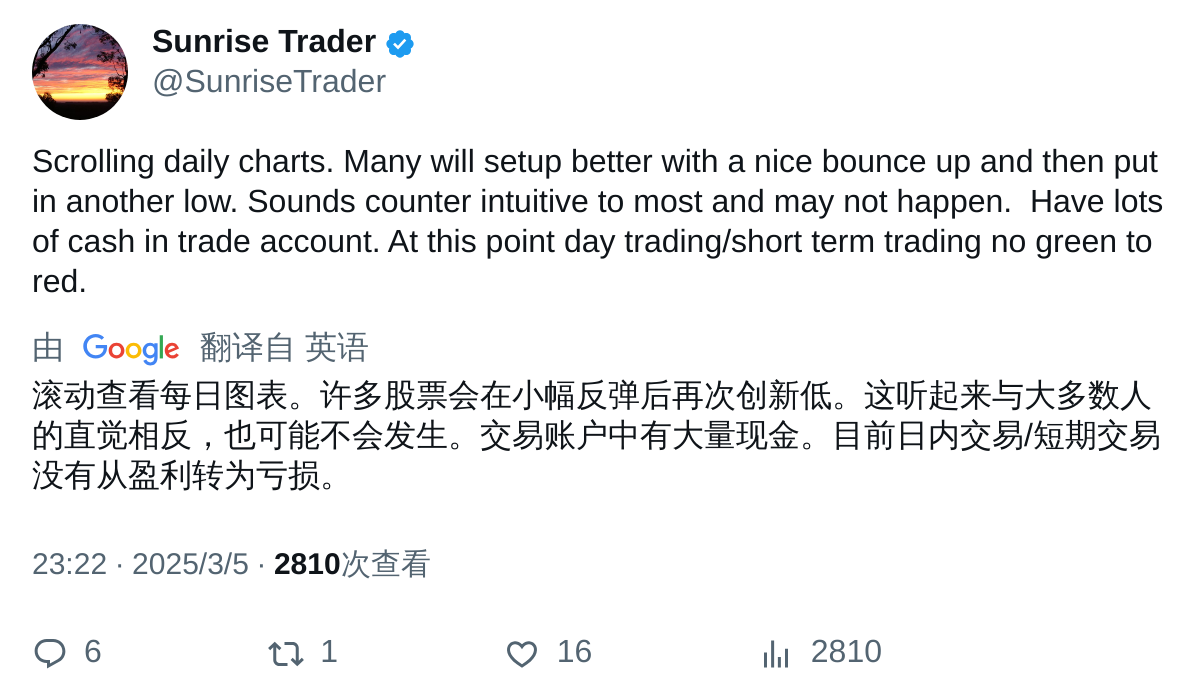 Sunrise Trader
@SunriseTrader
Scrolling daily charts. Many will setup better with a nice bounce up and then put
in another low. Sounds counter intuitive to most and may not happen.  Have lots
of cash in trade account. At this point day trading/short term trading no green to
red.
由 Google 翻译自 英语
滚动查看每日图表。许多股票会在小幅反弹后再次创新低。这听起来与大多数人
的直觉相反，也可能不会发生。交易账户中有大量现金。目前日内交易/短期交易
没有从盈利转为亏损。
23:22 · 2025/3/5 · 2810次查看
6 1 16 2810